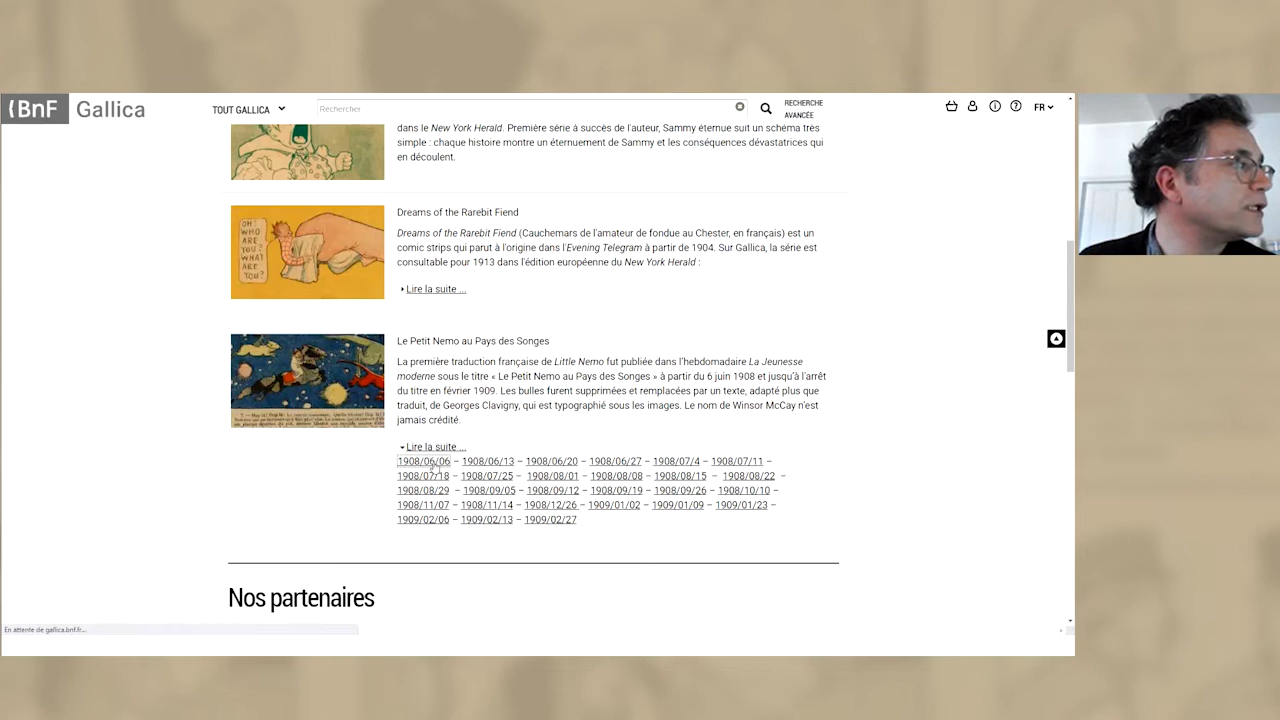 {BnF Gallica
TOUT GALLICA
Rechercher
RECHERCHE
AVANCÉE
FR
dans le New York Herald. Première série à succès de l'auteur, Sammy éternue suit un schéma très
simple : chaque histoire montre un éternuement de Sammy et les conséquences dévastatrices qui
en découlent.
OH!
WHO
ARE
YOU?
WHAT
ARE
YOU?
Dreams of the Rarebit Fiend
Dreams of the Rarebit Fiend (Cauchemars de l'amateur de fondue au Chester, en français) est un
comic strips qui parut à l'origine dans l'Evening Telegram à partir de 1904. Sur Gallica, la série est
consultable pour 1913 dans l'édition européenne du New York Herald :
Lire la suite ...
Le Petit Nemo au Pays des Songes
La première traduction française de Little Nemo fut publiée dans l'hebdomadaire La Jeunesse
moderne sous le titre « Le Petit Nemo au Pays des Songes » à partir du 6 juin 1908 et jusqu'à l'arrêt
du titre en février 1909. Les bulles furent supprimées et remplacées par un texte, adapté plus que
traduit, de Georges Clavigny, qui est typographié sous les images. Le nom de Winsor McCay n'est
jamais crédité.
Lire la suite ...
1908/06/06 – 1908/06/13 – 1908/06/20 – 1908/06/27 – 1908/07/4 – 1908/07/11 –
1908/07/18 – 1908/07/25 – 1908/08/01 – 1908/08/08 – 1908/08/15 – 1908/08/22 –
1908/08/29 – 1908/09/05 – 1908/09/12 – 1908/09/19 – 1908/09/26 – 1908/10/10 –
1908/11/07 – 1908/11/14 – 1908/12/26 – 1909/01/02 – 1909/01/09 – 1909/01/23 –
1909/02/06 – 1909/02/13 – 1909/02/27
Nos partenaires
En attente de gallica.bnf.fr...